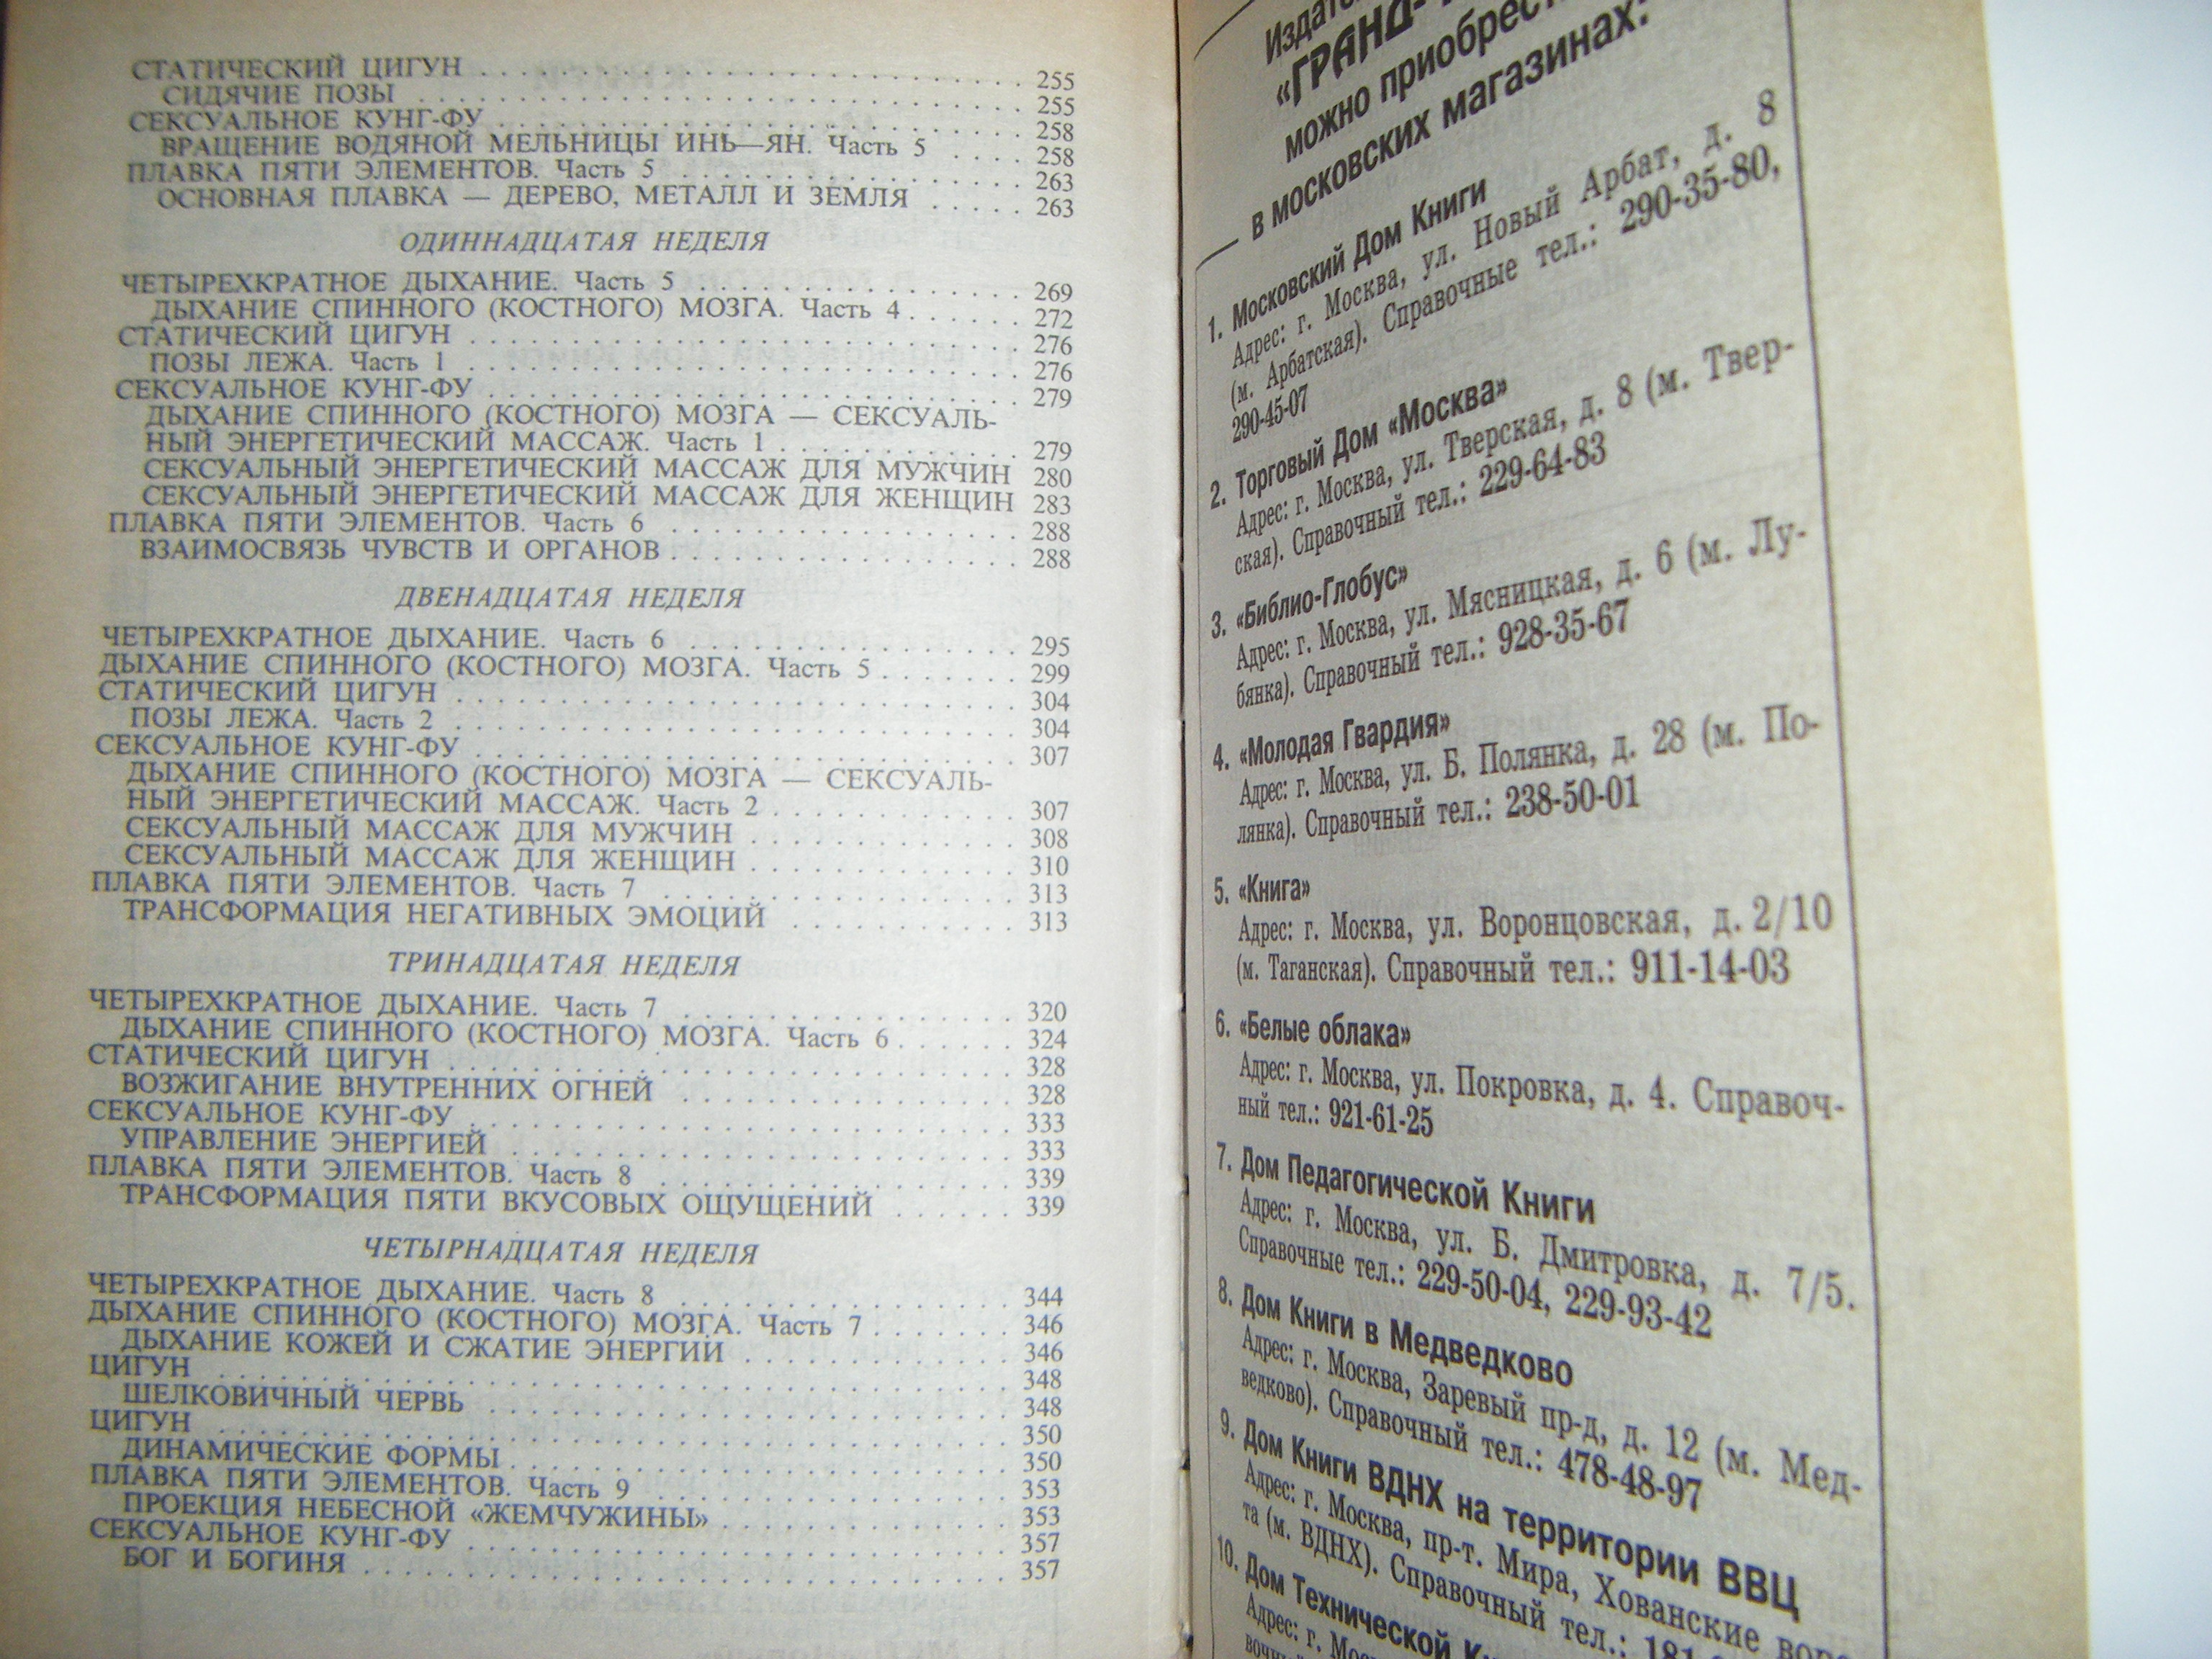 СТАТИЧЕСКИЙ ЦИГУН . . . . . . . . . . . . . . . . . . . . . . . . . . . . 255
СИДЯЧИЕ ПОЗЫ . . . . . . . . . . . . . . . . . . . . . . . . . . . . . . 255
СЕКСУАЛЬНОЕ КУНГ-ФУ . . . . . . . . . . . . . . . . . . . . . . . . . . 258
ВРАЩЕНИЕ ВОДЯНОЙ МЕЛЬНИЦЫ ИНЬ—ЯН. Часть 5 . . . . 258
ПЛАВКА ПЯТИ ЭЛЕМЕНТОВ. Часть 5 . . . . . . . . . . . . . . . . . 263
ОСНОВНАЯ ПЛАВКА — ДЕРЕВО, МЕТАЛЛ И ЗЕМЛЯ . . . . . 263
ОДИННАДЦАТАЯ НЕДЕЛЯ
ЧЕТЫРЕХКРАТНОЕ ДЫХАНИЕ. Часть 5 . . . . . . . . . . . . . . . . 269
ДЫХАНИЕ СПИННОГО (КОСТНОГО) МОЗГА. Часть 4 . . . . . . 272
СТАТИЧЕСКИЙ ЦИГУН . . . . . . . . . . . . . . . . . . . . . . . . . . . . 276
ПОЗЫ ЛЕЖА. Часть 1 . . . . . . . . . . . . . . . . . . . . . . . . . . . . 276
СЕКСУАЛЬНОЕ КУНГ-ФУ . . . . . . . . . . . . . . . . . . . . . . . . . . 279
ДЫХАНИЕ СПИННОГО (КОСТНОГО) МОЗГА — СЕКСУАЛЬ-
НЫЙ ЭНЕРГЕТИЧЕСКИЙ МАССАЖ. Часть 1 . . . . . . . . . . . . 279
СЕКСУАЛЬНЫЙ ЭНЕРГЕТИЧЕСКИЙ МАССАЖ ДЛЯ МУЖЧИН 280
СЕКСУАЛЬНЫЙ ЭНЕРГЕТИЧЕСКИЙ МАССАЖ ДЛЯ ЖЕНЩИН 283
ПЛАВКА ПЯТИ ЭЛЕМЕНТОВ. Часть 6 . . . . . . . . . . . . . . . . . 288
ВЗАИМОСВЯЗЬ ЧУВСТВ И ОРГАНОВ . . . . . . . . . . . . . . . . . . 288
ДВЕНАДЦАТАЯ НЕДЕЛЯ
ЧЕТЫРЕХКРАТНОЕ ДЫХАНИЕ. Часть 6 . . . . . . . . . . . . . . . . 295
ДЫХАНИЕ СПИННОГО (КОСТНОГО) МОЗГА. Часть 5 . . . . . . . 299
СТАТИЧЕСКИЙ ЦИГУН . . . . . . . . . . . . . . . . . . . . . . . . . . . . 304
ПОЗЫ ЛЕЖА. Часть 2 . . . . . . . . . . . . . . . . . . . . . . . . . . . . 304
СЕКСУАЛЬНОЕ КУНГ-ФУ . . . . . . . . . . . . . . . . . . . . . . . . . . 307
ДЫХАНИЕ СПИННОГО (КОСТНОГО) МОЗГА — СЕКСУАЛЬ-
НЫЙ ЭНЕРГЕТИЧЕСКИЙ МАССАЖ. Часть 2 . . . . . . . . . . . . 307
СЕКСУАЛЬНЫЙ МАССАЖ ДЛЯ МУЖЧИН . . . . . . . . . . . . . 308
СЕКСУАЛЬНЫЙ МАССАЖ ДЛЯ ЖЕНЩИН . . . . . . . . . . . . . 310
ПЛАВКА ПЯТИ ЭЛЕМЕНТОВ. Часть 7 . . . . . . . . . . . . . . . . . 313
ТРАНСФОРМАЦИЯ НЕГАТИВНЫХ ЭМОЦИЙ . . . . . . . . . . . 313
ТРИНАДЦАТАЯ НЕДЕЛЯ
ЧЕТЫРЕХКРАТНОЕ ДЫХАНИЕ. Часть 7 . . . . . . . . . . . . . . . . 320
ДЫХАНИЕ СПИННОГО (КОСТНОГО) МОЗГА. Часть 6 . . . . . . 324
СТАТИЧЕСКИЙ ЦИГУН . . . . . . . . . . . . . . . . . . . . . . . . . . . . 328
ВОЗЖИГАНИЕ ВНУТРЕННИХ ОГНЕЙ . . . . . . . . . . . . . . . . 328
СЕКСУАЛЬНОЕ КУНГ-ФУ . . . . . . . . . . . . . . . . . . . . . . . . . . 333
УПРАВЛЕНИЕ ЭНЕРГИЕЙ . . . . . . . . . . . . . . . . . . . . . . . . . 333
ПЛАВКА ПЯТИ ЭЛЕМЕНТОВ. Часть 8 . . . . . . . . . . . . . . . . . 339
ТРАНСФОРМАЦИЯ ПЯТИ ВКУСОВЫХ ОЩУЩЕНИЙ . . . . . . 339
ЧЕТЫРНАДЦАТАЯ НЕДЕЛЯ
ЧЕТЫРЕХКРАТНОЕ ДЫХАНИЕ. Часть 8 . . . . . . . . . . . . . . . . 344
ДЫХАНИЕ СПИННОГО (КОСТНОГО) МОЗГА. Часть 7 . . . . . . . 346
ДЫХАНИЕ КОЖЕЙ И СЖАТИЕ ЭНЕРГИИ . . . . . . . . . . . . . 346
ЦИГУН . . . . . . . . . . . . . . . . . . . . . . . . . . . . . . . . . . . . . . . 348
ШЕЛКОВИЧНЫЙ ЧЕРВЬ . . . . . . . . . . . . . . . . . . . . . . . . . . 348
ЦИГУН . . . . . . . . . . . . . . . . . . . . . . . . . . . . . . . . . . . . . . . 350
ДИНАМИЧЕСКИЕ ФОРМЫ . . . . . . . . . . . . . . . . . . . . . . . . . 350
ПЛАВКА ПЯТИ ЭЛЕМЕНТОВ. Часть 9 . . . . . . . . . . . . . . . . . 353
ПРОЕКЦИЯ НЕБЕСНОЙ «ЖЕМЧУЖИНЫ» . . . . . . . . . . . . . . 353
СЕКСУАЛЬНОЕ КУНГ-ФУ . . . . . . . . . . . . . . . . . . . . . . . . . . 357
БОГ И БОГИНЯ . . . . . . . . . . . . . . . . . . . . . . . . . . . . . . . . . 357
«ГРАНД-
можно приобрест
в московских магазинах:
1. Московский Дом Книги
Адрес: г. Москва, ул. Новый Арбат, д. 8
(м. Арбатская). Справочные тел.: 290-35-80,
290-45-07
2. Торговый Дом «Москва»
Адрес: г. Москва, ул. Тверская, д. 8 (м. Твер-
ская). Справочный тел.: 229-64-83
3. «Библио-Глобус»
Адрес: г. Москва, ул. Мясницкая, д. 6 (м. Лу-
бянка). Справочный тел.: 928-35-67
4. «Молодая Гвардия»
Адрес: г. Москва, ул. Б. Полянка, д. 28 (м. По-
лянка). Справочный тел.: 238-50-01
5. «Книга»
Адрес: г. Москва, ул. Воронцовская, д. 2/10
(м. Таганская). Справочный тел.: 911-14-03
6. «Белые облака»
Адрес: г. Москва, ул. Покровка, д. 4. Справоч-
ный тел.: 921-61-25
7. Дом Педагогической Книги
Адрес: г. Москва, ул. Б. Дмитровка, д. 7/5.
Справочные тел.: 229-50-04, 229-93-42
8. Дом Книги в Медведково
Адрес: г. Москва, Заревый пр-д, д. 12 (м. Мед-
ведково). Справочный тел.: 478-48-97
9. Дом Книги ВДНХ на территории ВВЦ
Адрес: г. Москва, пр-т. Мира, Хованские воро-
та (м. ВДНХ). Справочный тел.: 181-
10. Дом Технической
Адрес: г.